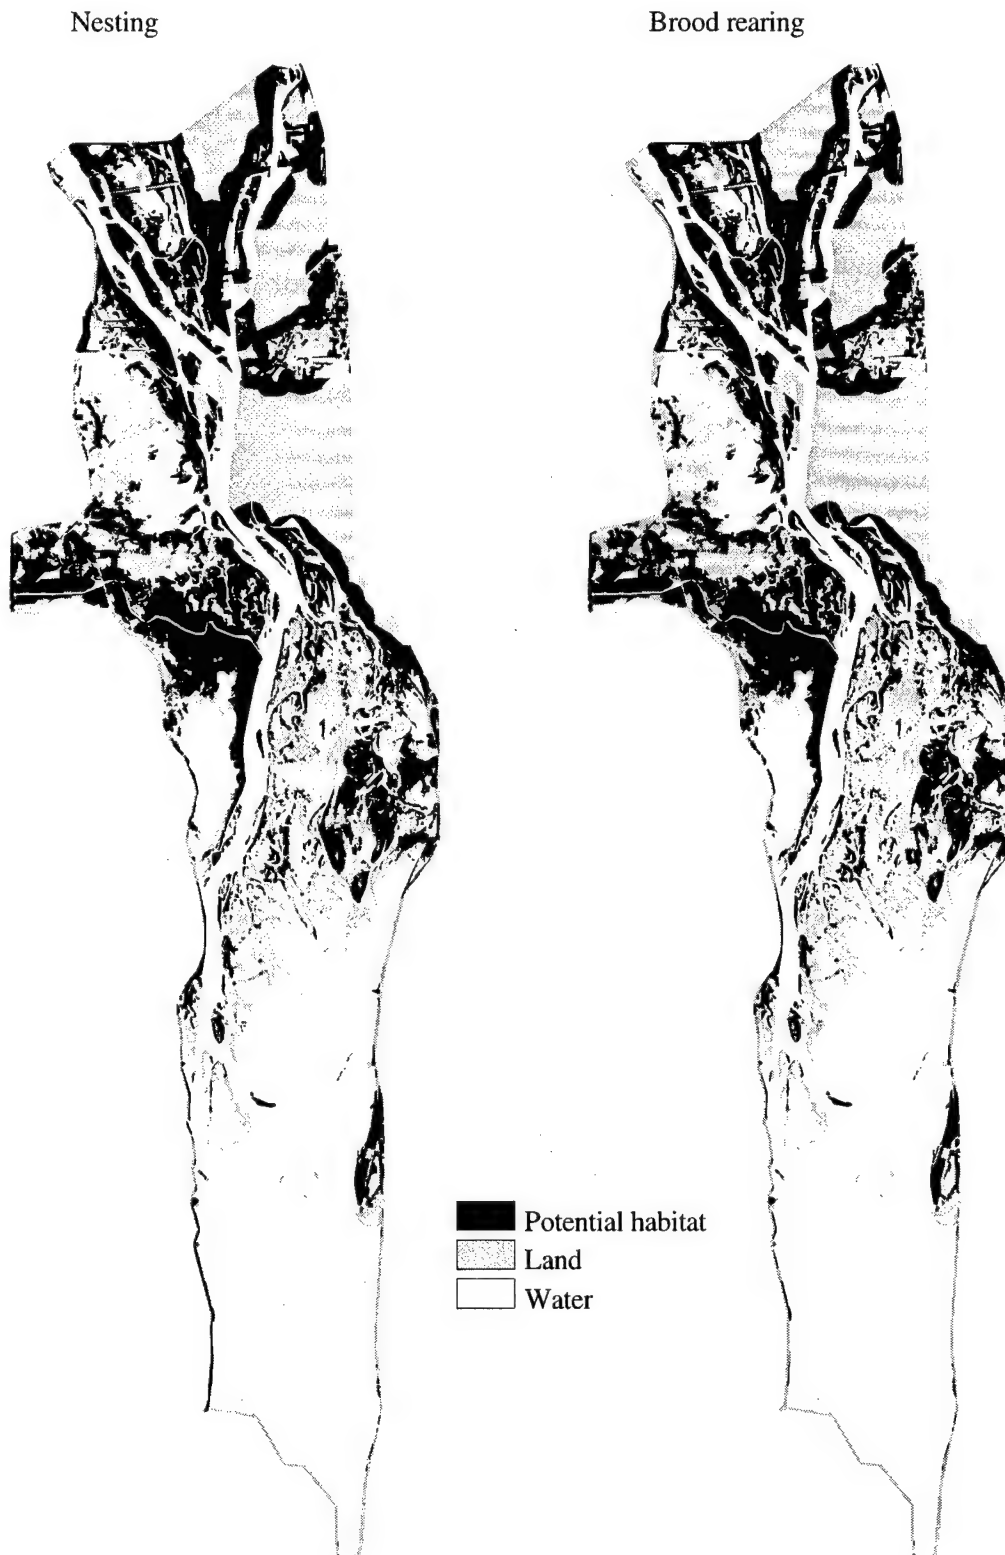 Nesting
Brood rearing
Potential habitat
Land
Water